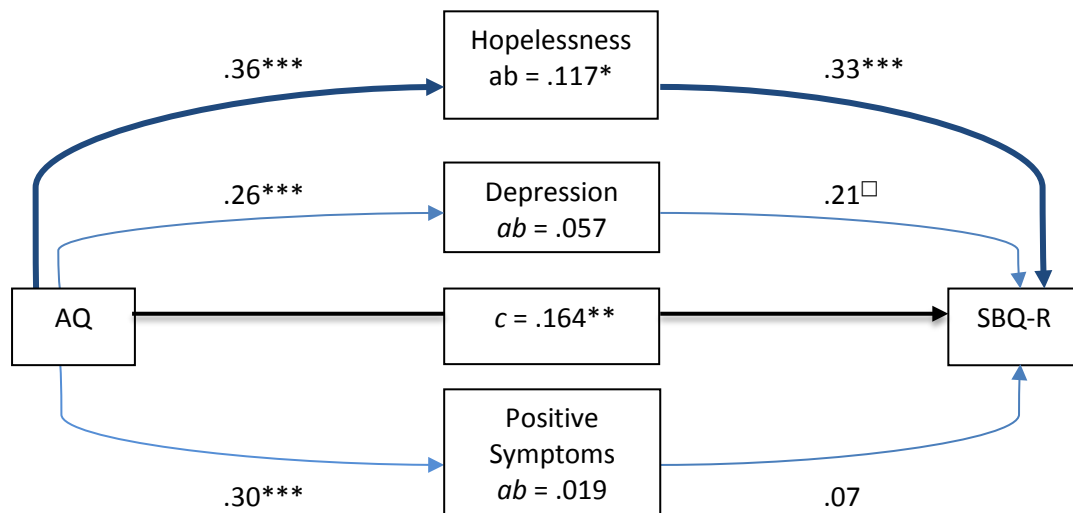 Hopelessness
ab = .117*
.36***
.33***
Depression
ab = .057
.26***
.21□
AQ
c = .164**
SBQ-R
Positive
Symptoms
ab = .019
.30***
.07